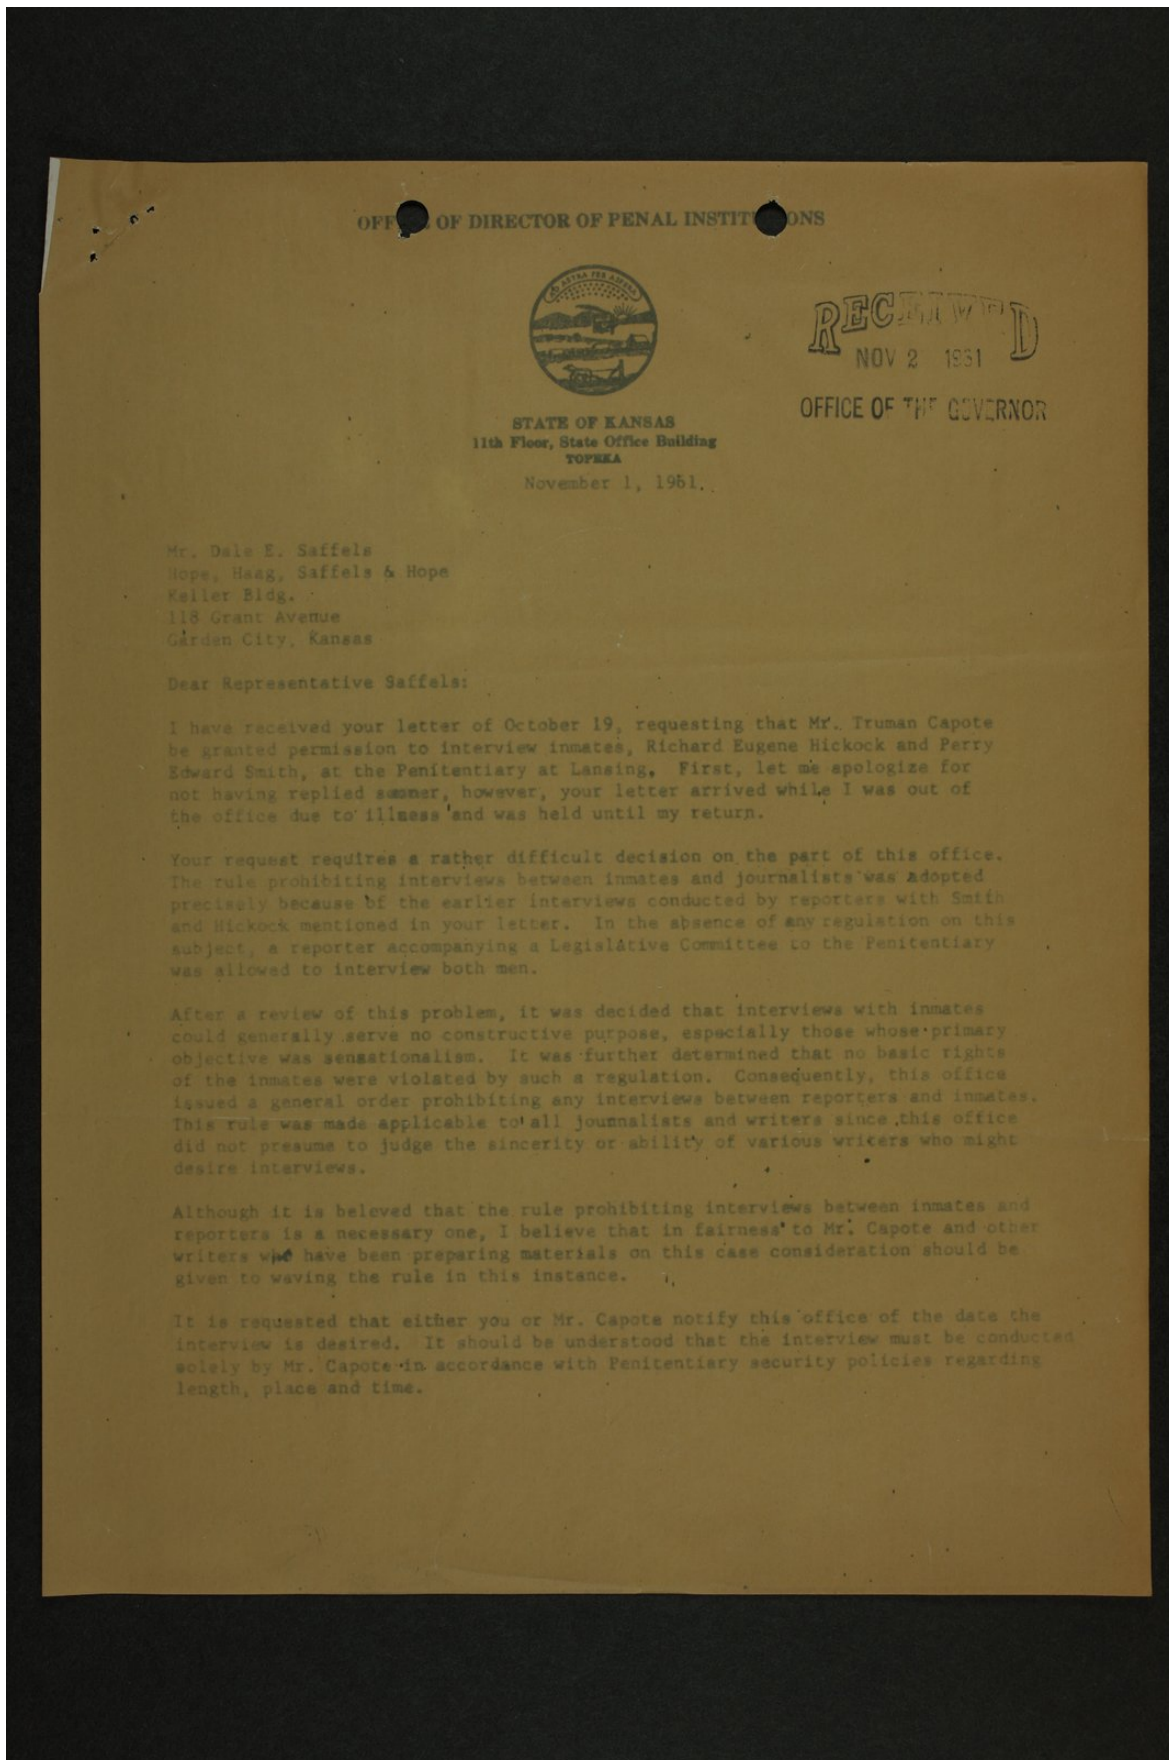 OFFICE OF DIRECTOR OF PENAL INSTITUTIONS
AD ASTRA PER ASPERA
RECEIVED
NOV 2 1961
OFFICE OF THE GOVERNOR
STATE OF KANSAS
11th Floor, State Office Building
TOPEKA
November 1, 1961.
Mr. Dale E. Saffels
Hope, Haag, Saffels & Hope
Keller Bldg.
118 Grant Avenue
Garden City, Kansas
Dear Representative Saffels:
I have received your letter of October 19, requesting that Mr. Truman Capote
be granted permission to interview inmates, Richard Eugene Hickock and Perry
Edward Smith, at the Penitentiary at Lansing. First, let me apologize for
not having replied sooner, however, your letter arrived while I was out of
the office due to illness and was held until my return.
Your request requires a rather difficult decision on the part of this office.
The rule prohibiting interviews between inmates and journalists was adopted
precisely because of the earlier interviews conducted by reporters with Smith
and Hickock mentioned in your letter. In the absence of any regulation on this
subject, a reporter accompanying a Legislative Committee to the Penitentiary
was allowed to interview both men.
After a review of this problem, it was decided that interviews with inmates
could generally serve no constructive purpose, especially those whose primary
objective was sensationalism. It was further determined that no basic rights
of the inmates were violated by such a regulation. Consequently, this office
issued a general order prohibiting any interviews between reporters and inmates.
This rule was made applicable to all journalists and writers since this office
did not presume to judge the sincerity or ability of various writers who might
desire interviews.
Although it is beleved that the rule prohibiting interviews between inmates and
reporters is a necessary one, I believe that in fairness to Mr. Capote and other
writers who have been preparing materials on this case consideration should be
given to waving the rule in this instance.
It is requested that either you or Mr. Capote notify this office of the date the
interview is desired. It should be understood that the interview must be conducted
solely by Mr. Capote in accordance with Penitentiary security policies regarding
length, place and time.